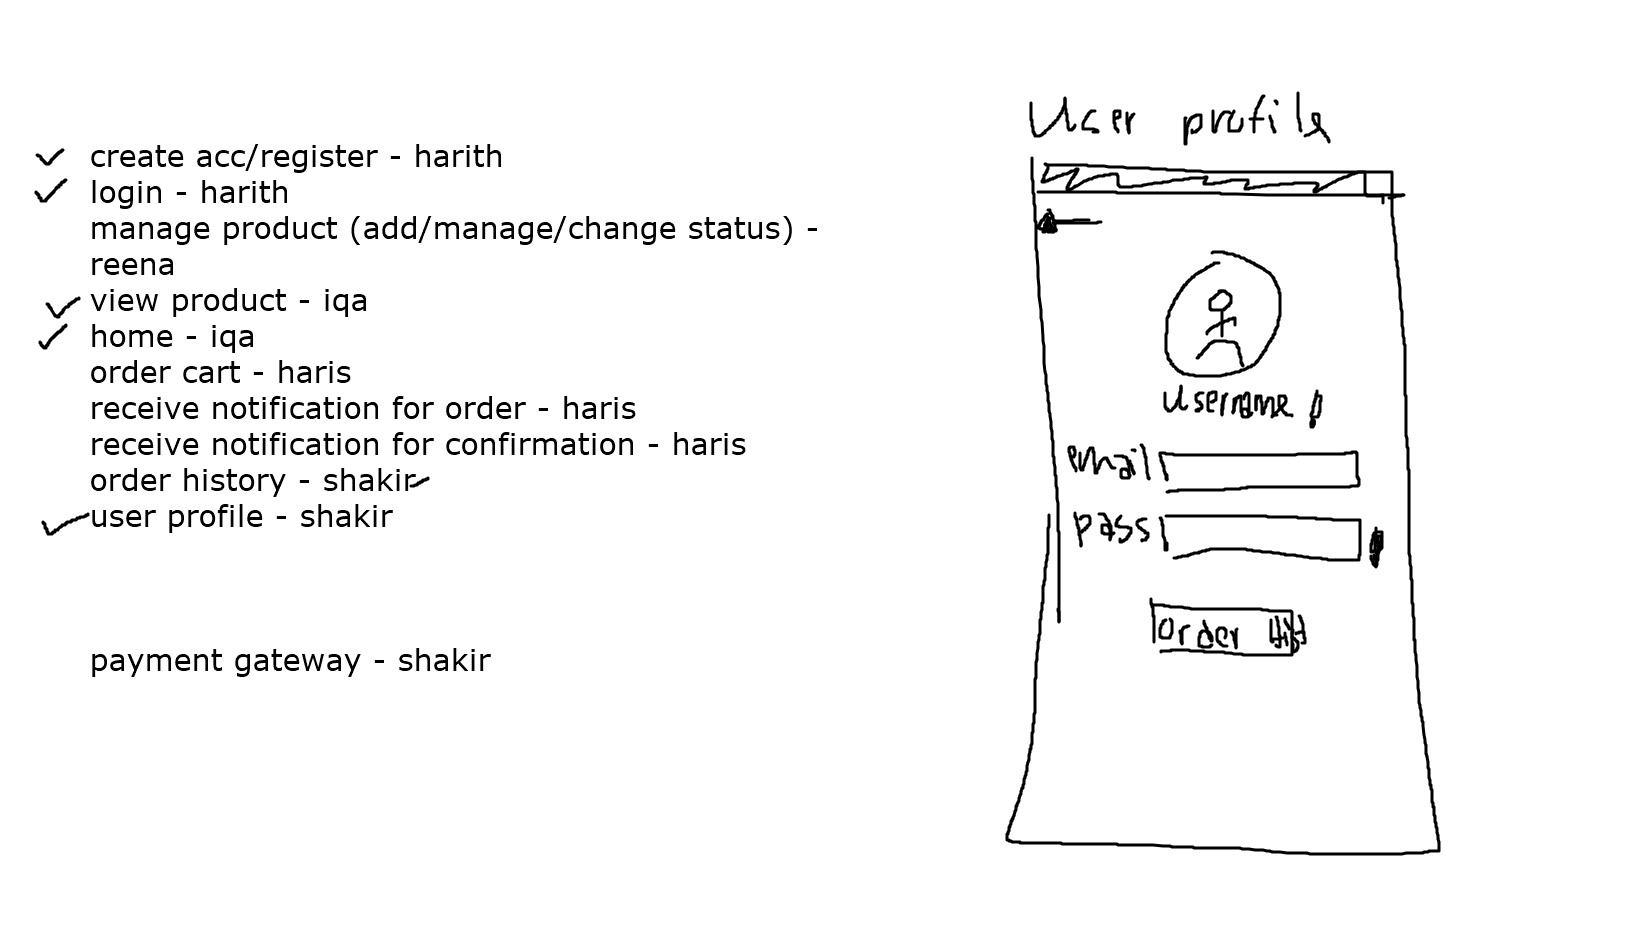 create acc/register - harith
login - harith
manage product (add/manage/change status) -
reena
view product - iqa
home - iqa
order cart - haris
receive notification for order - haris
receive notification for confirmation - haris
order history - shakir
user profile - shakir
payment gateway - shakir
User profile
username
email
pass
order